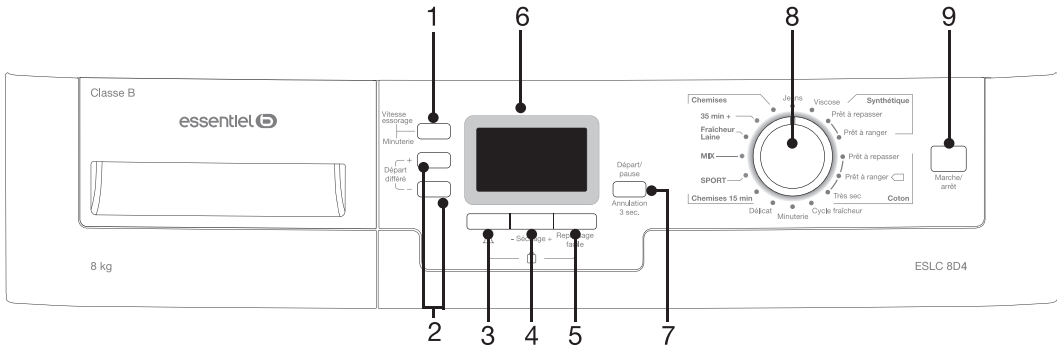 1
6
8
9
Classe B
essentiel b
Vitesse
essorage
Minuterie
+
Départ
différé
-
Départ/
pause
Annulation
3 sec.
- Séchage +
Repassage
facile
Chemises
35 min +
Fraîcheur
Laine
MIX
SPORT
Chemises 15 min
Délicat
Minuterie
Cycle fraîcheur
Jeans
Viscose
Synthétique
Prêt à repasser
Prêt à ranger
Prêt à repasser
Prêt à ranger
Très sec
Coton
Marche/
arrêt
8 kg
ESLC 8D4
2
3
4
5
7